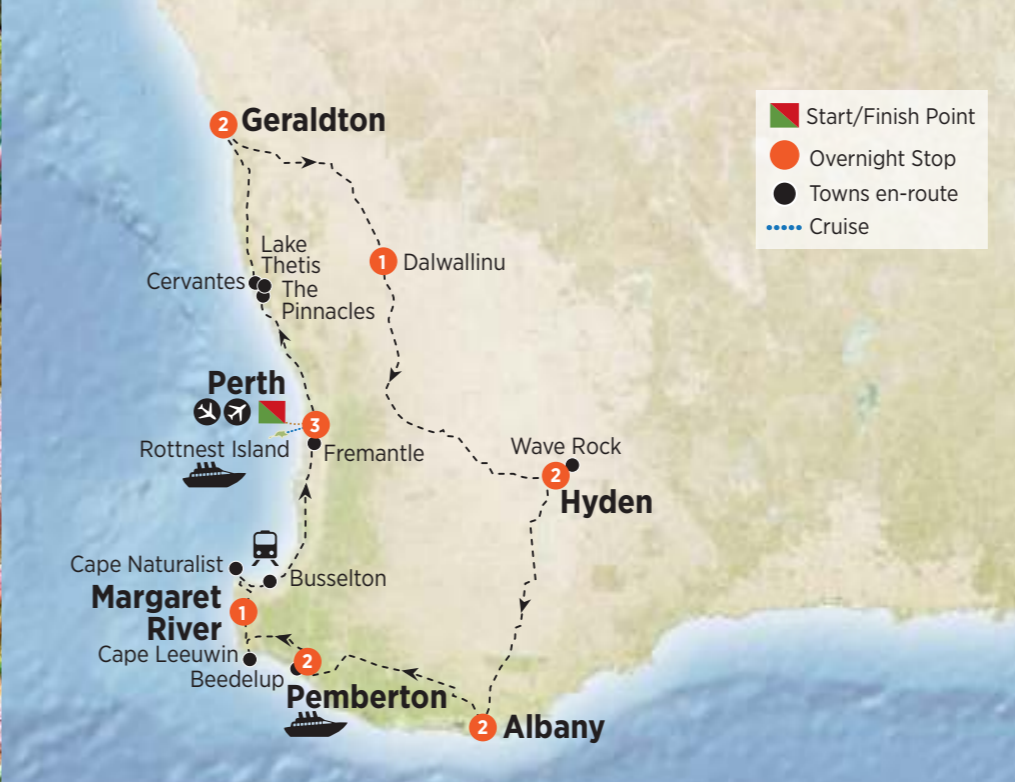 2 Geraldton
Start/Finish Point
Overnight Stop
Towns en-route
Cruise
Lake
Thetis
Cervantes
The
Pinnacles
1 Dalwallinu
Perth
3
Rottnest Island
Fremantle
Wave Rock
2
Hyden
Cape Naturalist
Busselton
Margaret
River
1
Cape Leeuwin
2
Beedelup
Pemberton
2 Albany